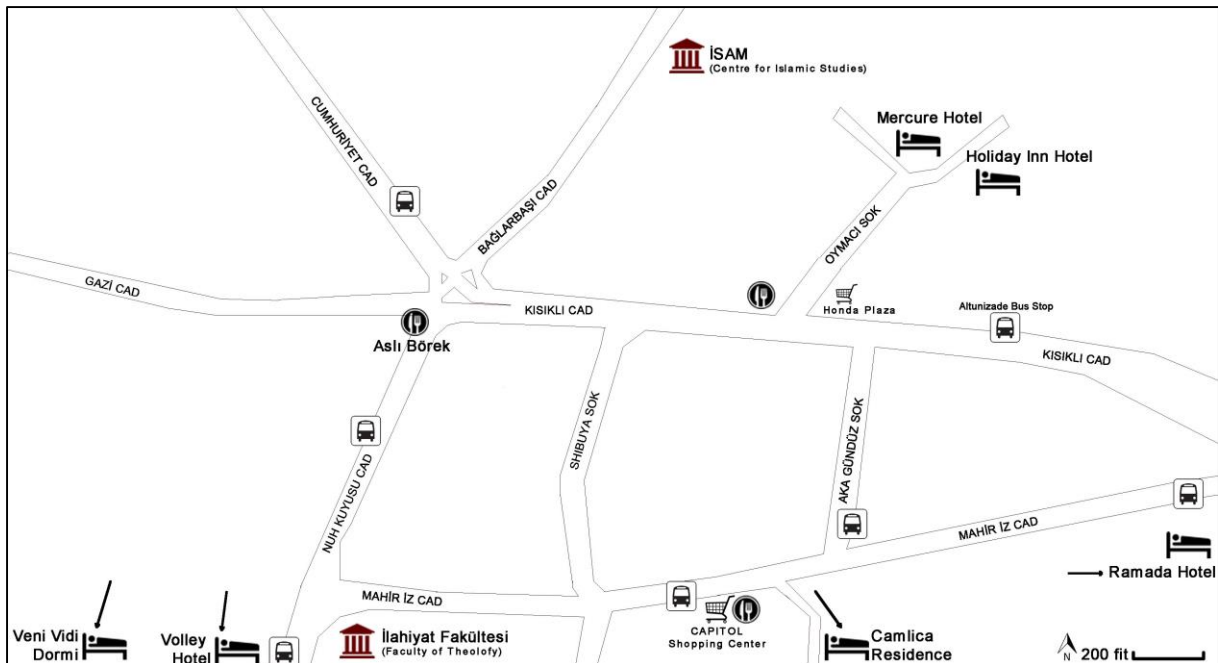 İSAM
(Centre for Islamic Studies)
CUMHURİYET CAD
Mercure Hotel
Holiday Inn Hotel
BAĞLARBAŞI CAD
OYMACI SOK
GAZİ CAD
KISIKLI CAD
Honda Plaza
Altunizade Bus Stop
Aslı Börek
KISIKLI CAD
SHIBUYA SOK
AKA GÜNDÜZ SOK
NUH KUYUSU CAD
MAHİR İZ CAD
Ramada Hotel
MAHİR İZ CAD
Veni Vidi
Dormi
Volley
Hotel
İlahiyat Fakültesi
(Faculty of Theolofy)
CAPITOL
Shopping Center
Camlica
Residence
N
200 fit